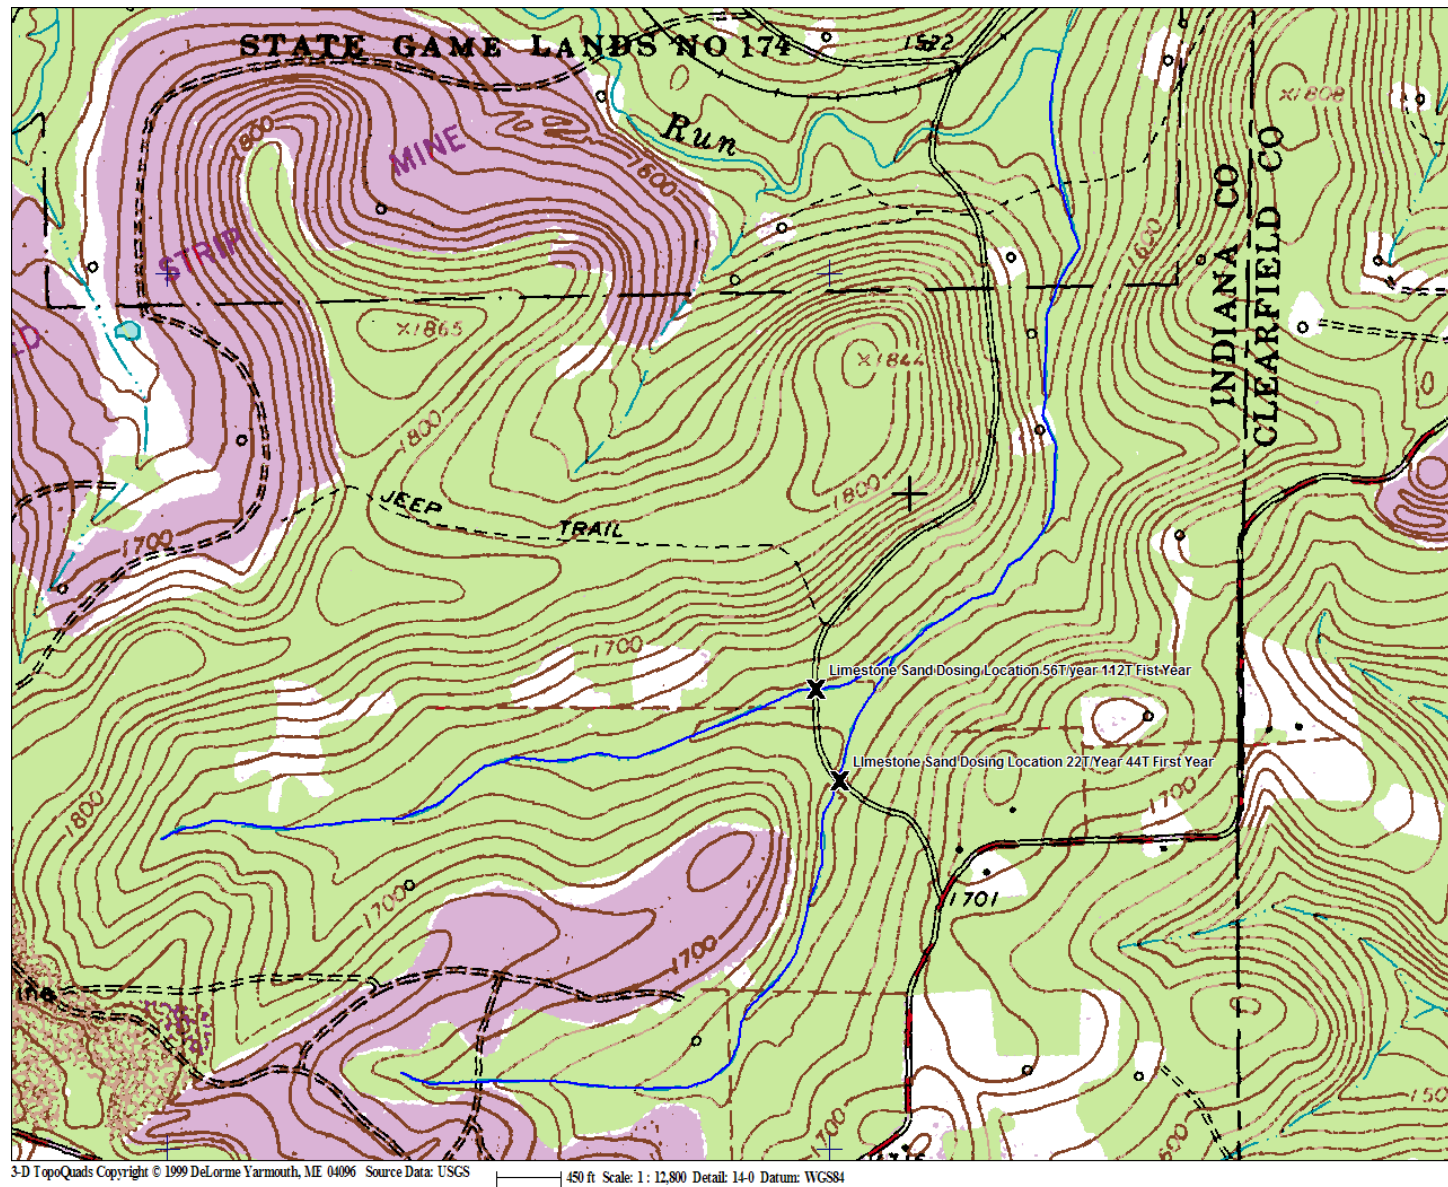 STATE GAME LANDS NO 174
1522
X1808
Run
MINE
1800
1600
STRIP
INDIANA CO
CLEARFIELD CO
1600
X1865
X1844
1800
1800
JEEP TRAIL
1700
1700
Limestone Sand Dosing Location 56T/year 112T Fist Year
LImestone Sand Dosing Location 22T/Year 44T First Year
1700
1800
1700
1701
1700
1700
3-D TopoQuads Copyright © 1999 DeLorme Yarmouth, ME 04096 Source Data: USGS
450 ft Scale: 1 : 12,800 Detail: 14-0 Datum: WGS84